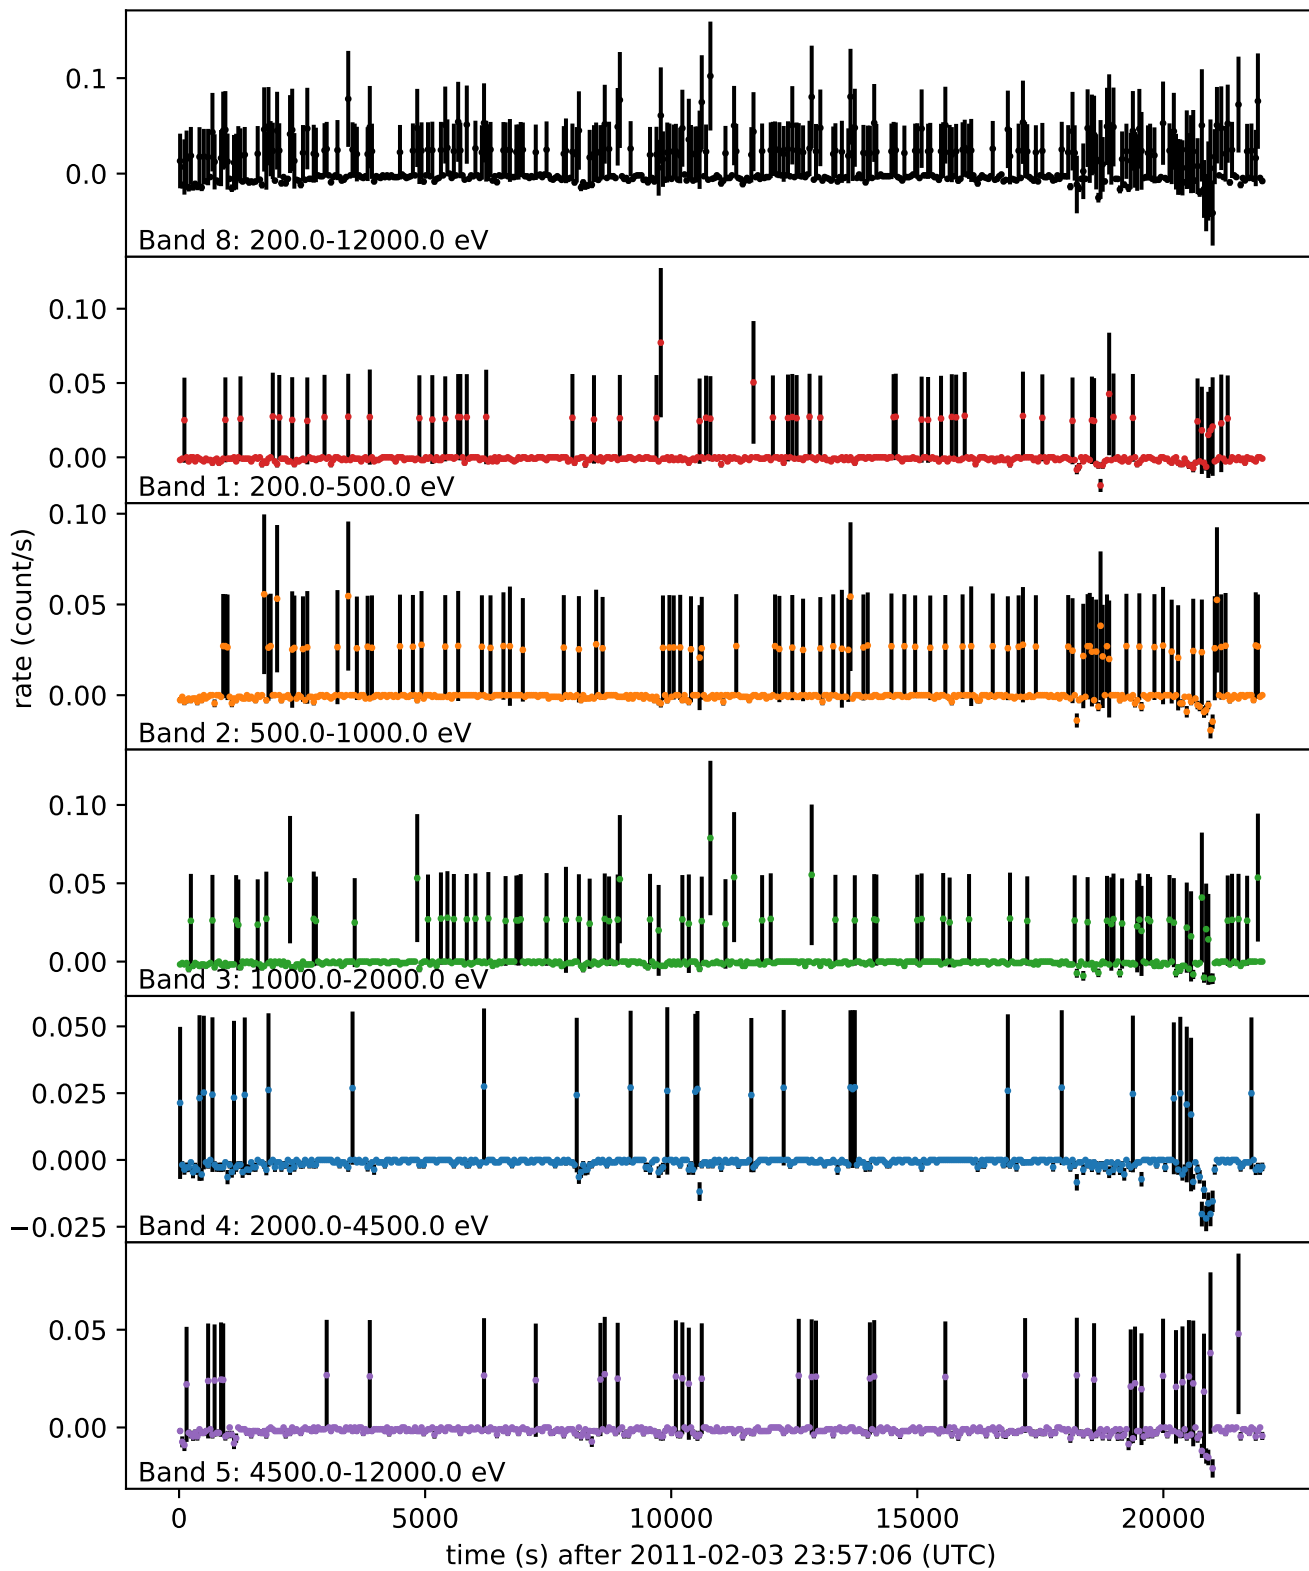 0.1
0.0
Band 8: 200.0-12000.0 eV
0.10
0.05
0.00
Band 1: 200.0-500.0 eV
0.10
0.05
0.00
Band 2: 500.0-1000.0 eV
rate (count/s)
0.10
0.05
0.00
Band 3: 1000.0-2000.0 eV
0.050
0.025
0.000
−0.025
Band 4: 2000.0-4500.0 eV
0.05
0.00
Band 5: 4500.0-12000.0 eV
0 5000 10000 15000 20000
time (s) after 2011-02-03 23:57:06 (UTC)